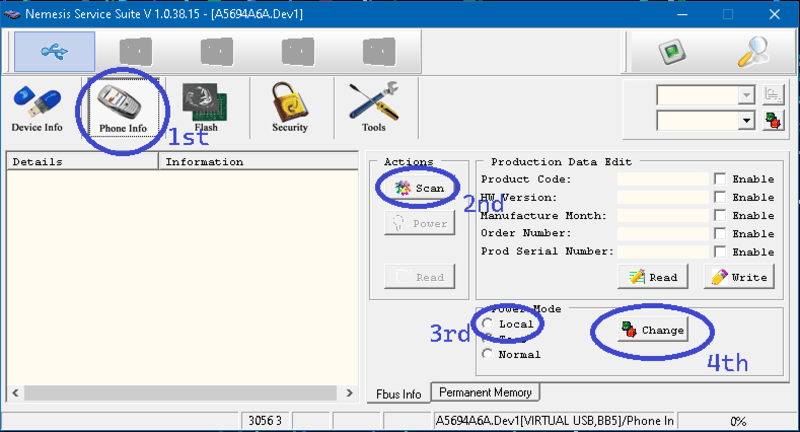 Nemesis Service Suite V 1.0.38.15 - [A5694A6A.Dev1]
Device Info
Phone Info
Flash
Security
Tools
1st
Details
Information
Actions
Scan
2nd
Power
Read
Production Data Edit
Product Code:
Enable
HW Version:
Enable
Manufacture Month:
Enable
Order Number:
Enable
Prod Serial Number:
Enable
Read
Write
Power Mode
3rd
Local
Test
Normal
Change
4th
Fbus Info
Permanent Memory
3056 3
A5694A6A.Dev1[VIRTUAL USB,BB5]/Phone In
0%